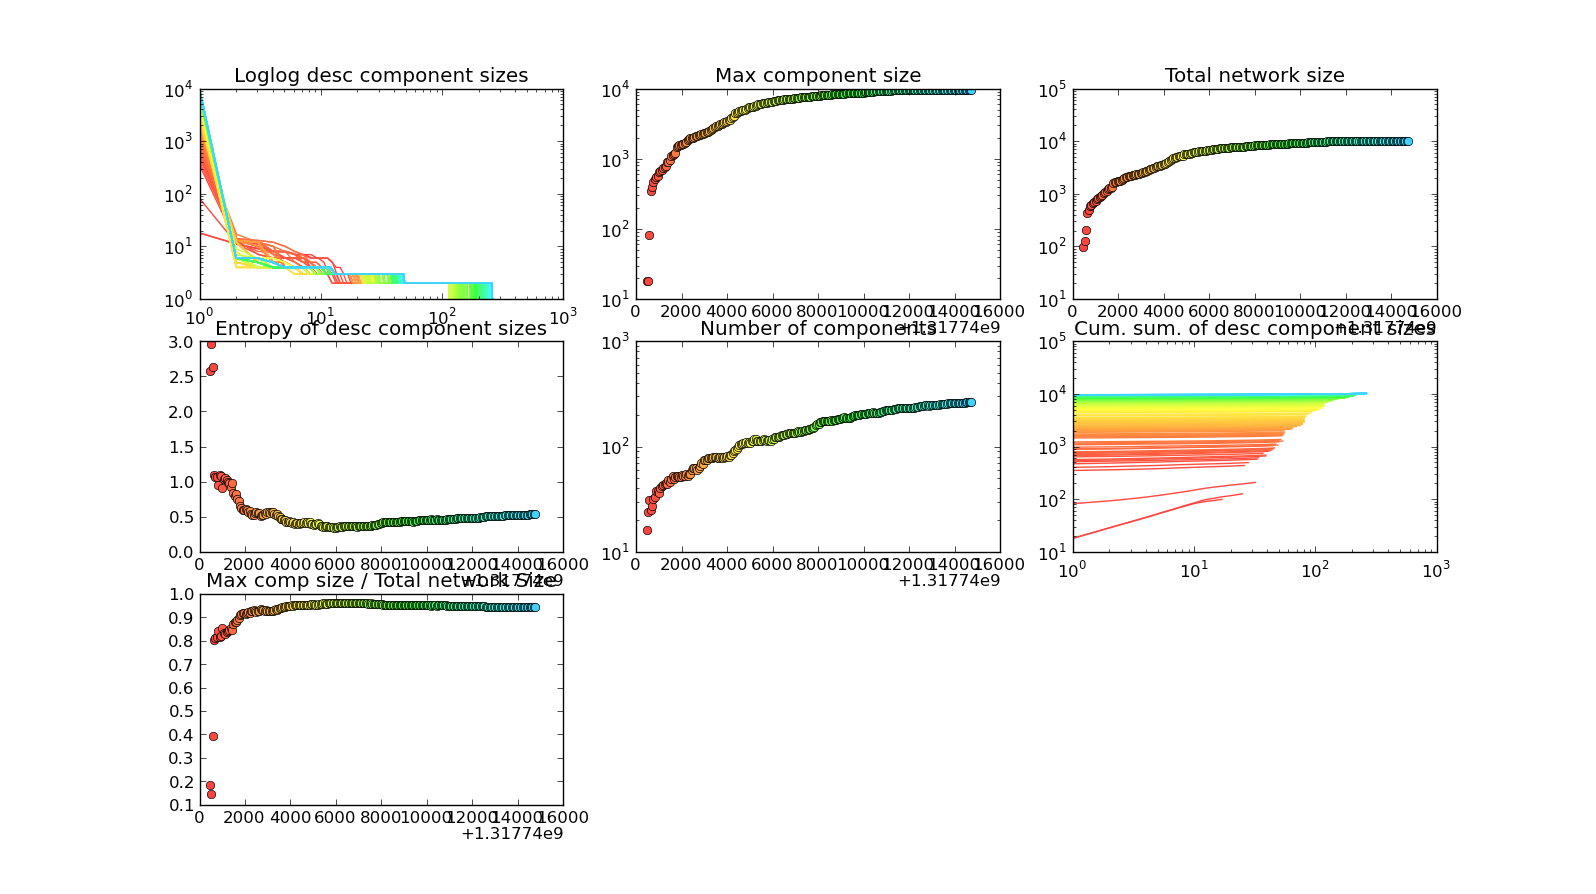 Loglog desc component sizes
10^4
10^3
10^2
10^1
10^0
10^0 10^1 10^2 10^3
Max component size
10^4
10^3
10^2
10^1
0 2000 4000 6000 8000 10000 12000 14000 16000
+1.31774e9
Total network size
10^5
10^4
10^3
10^2
10^1
0 2000 4000 6000 8000 10000 12000 14000 16000
+1.31774e9
Entropy of desc component sizes
3.0
2.5
2.0
1.5
1.0
0.5
0.0
0 2000 4000 6000 8000 10000 12000 14000 16000
+1.31774e9
Number of components
10^3
10^2
10^1
0 2000 4000 6000 8000 10000 12000 14000 16000
+1.31774e9
Cum. sum. of desc component sizes
10^5
10^4
10^3
10^2
10^1
10^0 10^1 10^2 10^3
Max comp size / Total network Size
1.0
0.9
0.8
0.7
0.6
0.5
0.4
0.3
0.2
0.1
0 2000 4000 6000 8000 10000 12000 14000 16000
+1.31774e9